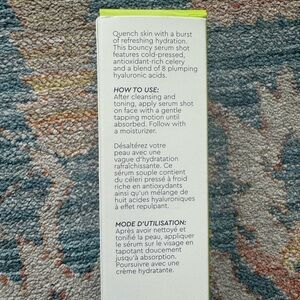 Quench skin with a burst
of refreshing hydration.
This bouncy serum shot
features cold-pressed,
antioxidant-rich celery
and a blend of 8 plumping
hyaluronic acids.
HOW TO USE:
After cleansing and
toning, apply serum shot
on face with a gentle
tapping motion until
absorbed. Follow with
a moisturizer.
Désaltérez votre
peau avec une
vague d'hydratation
rafraîchissante. Ce
sérum souple contient
du céleri pressé à froid
riche en antioxydants
ainsi qu'un mélange de
huit acides hyaluroniques
à effet repulpant.
MODE D'UTILISATION:
Après avoir nettoyé et
tonifié la peau, appliquer
le sérum sur le visage en
tapotant doucement
jusqu'à absorption.
Poursuivre avec une
crème hydratante.